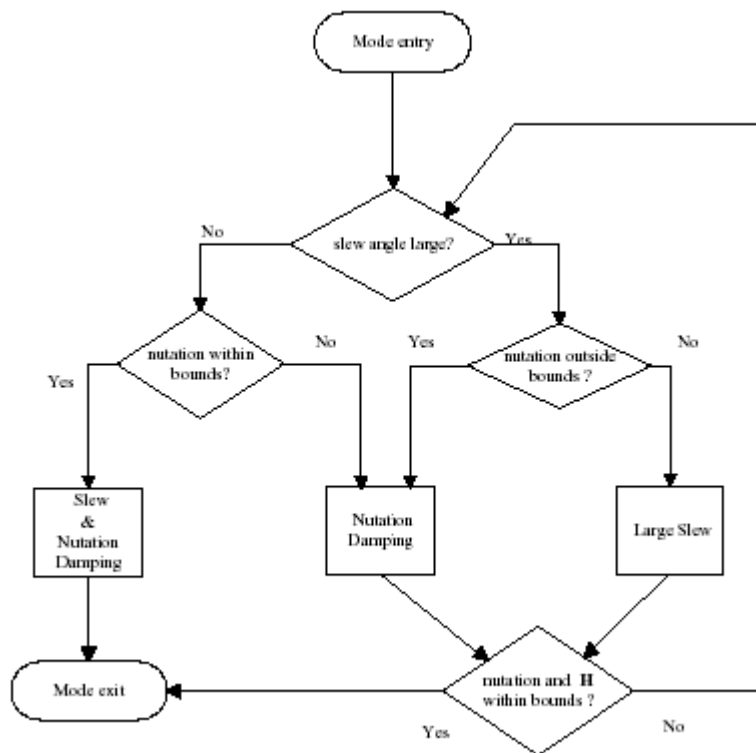 Mode entry
slew angle large?
No
Yes
nutation within
bounds?
nutation outside
bounds ?
Yes
No
Yes
No
Slew
&
Nutation
Damping
Nutation
Damping
Large Slew
Mode exit
nutation and H
within bounds ?
Yes
No